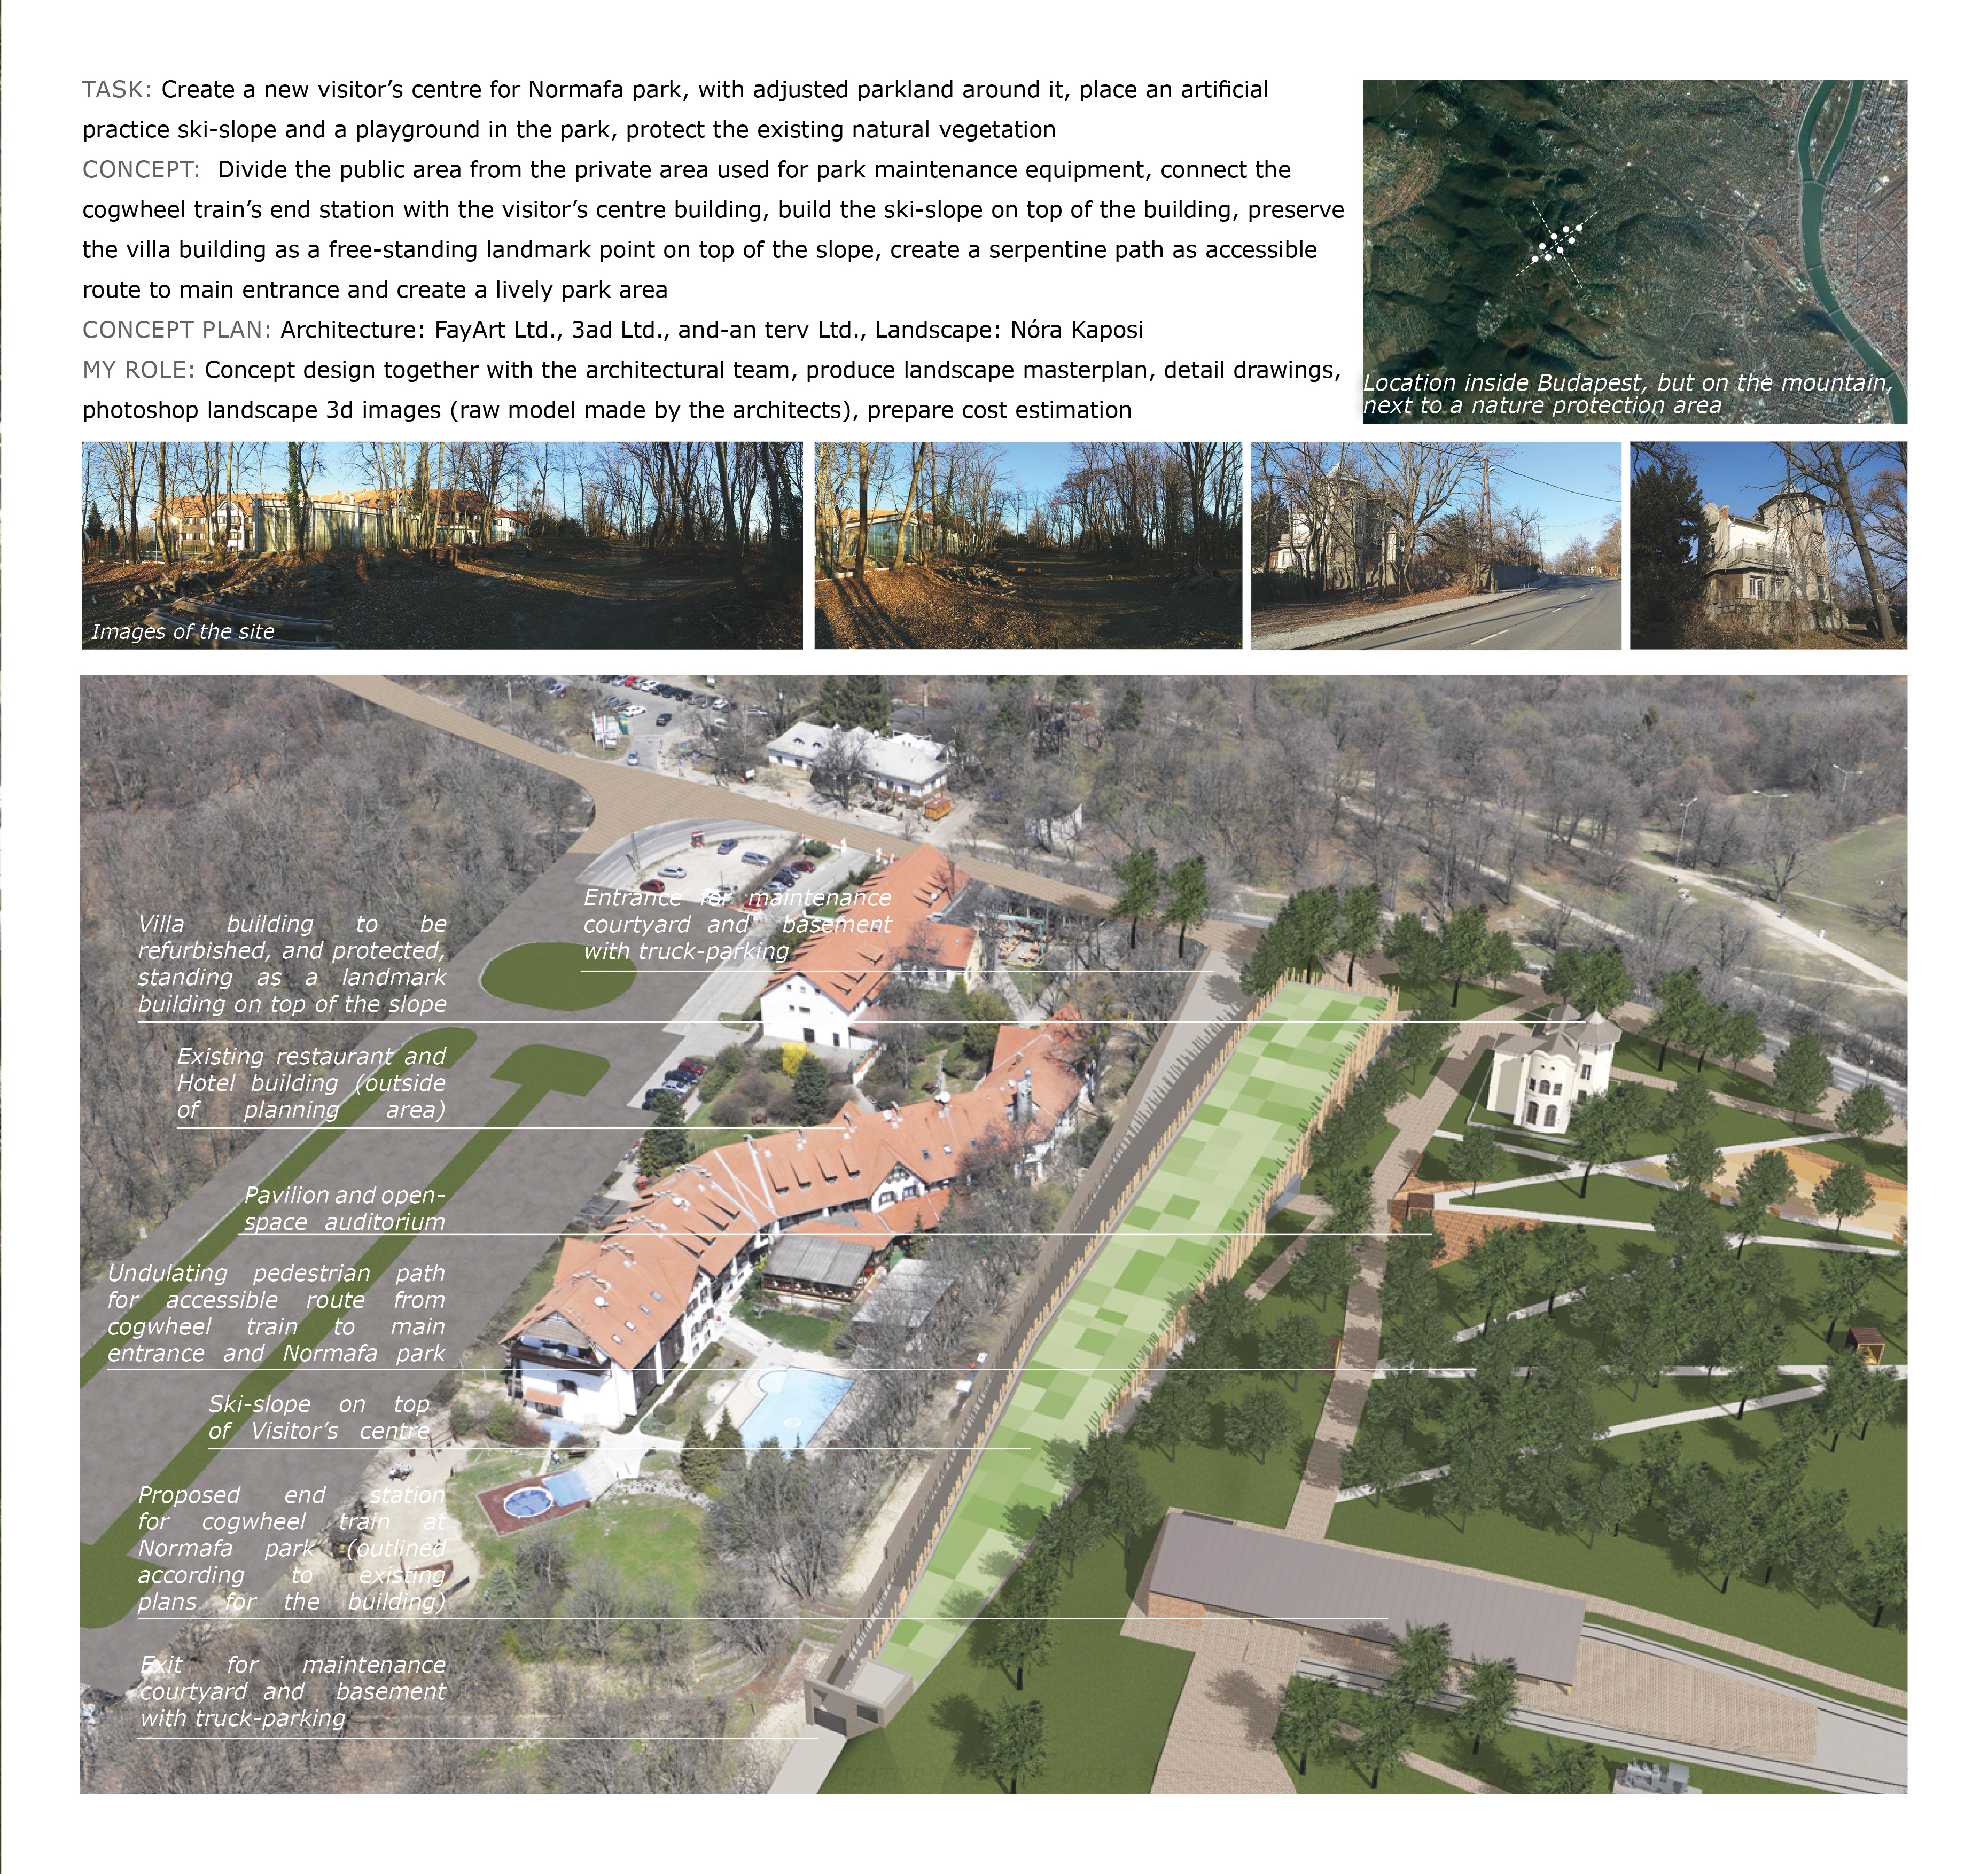 TASK: Create a new visitor’s centre for Normafa park, with adjusted parkland around it, place an artificial
practice ski-slope and a playground in the park, protect the existing natural vegetation
CONCEPT: Divide the public area from the private area used for park maintenance equipment, connect the
cogwheel train’s end station with the visitor’s centre building, build the ski-slope on top of the building, preserve
the villa building as a free-standing landmark point on top of the slope, create a serpentine path as accessible
route to main entrance and create a lively park area
CONCEPT PLAN: Architecture: FayArt Ltd., 3ad Ltd., and-an terv Ltd., Landscape: Nóra Kaposi
MY ROLE: Concept design together with the architectural team, produce landscape masterplan, detail drawings,
photoshop landscape 3d images (raw model made by the architects), prepare cost estimation
Location inside Budapest, but on the mountain,
next to a nature protection area
Images of the site
Entrance for maintenance
courtyard and basement
with truck-parking
Villa building to be
refurbished, and protected,
standing as a landmark
building on top of the slope
Existing restaurant and
Hotel building (outside
of planning area)
Pavilion and open-
space auditorium
Undulating pedestrian path
for accessible route from
cogwheel train to main
entrance and Normafa park
Ski-slope on top
of Visitor’s centre
Proposed end station
for cogwheel train at
Normafa park (outlined
according to existing
plans for the building)
Exit for maintenance
courtyard and basement
with truck-parking